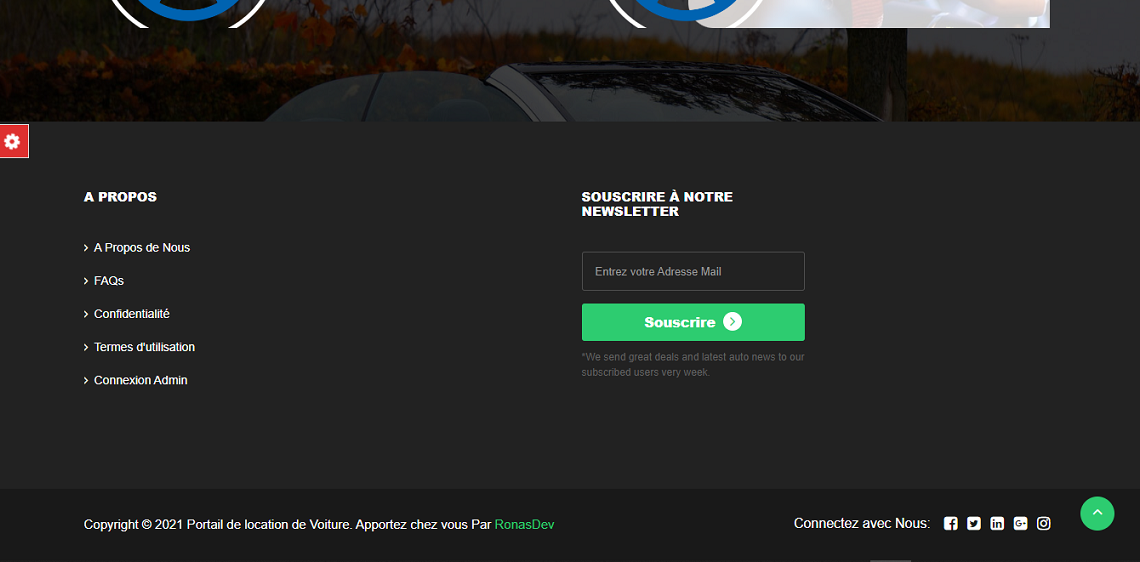 A PROPOS
A Propos de Nous
FAQs
Confidentialité
Termes d'utilisation
Connexion Admin
SOUSCRIRE À NOTRE
NEWSLETTER
Entrez votre Adresse Mail
Souscrire
*We send great deals and latest auto news to our
subscribed users very week.
Copyright © 2021 Portail de location de Voiture. Apportez chez vous Par RonasDev
Connectez avec Nous: